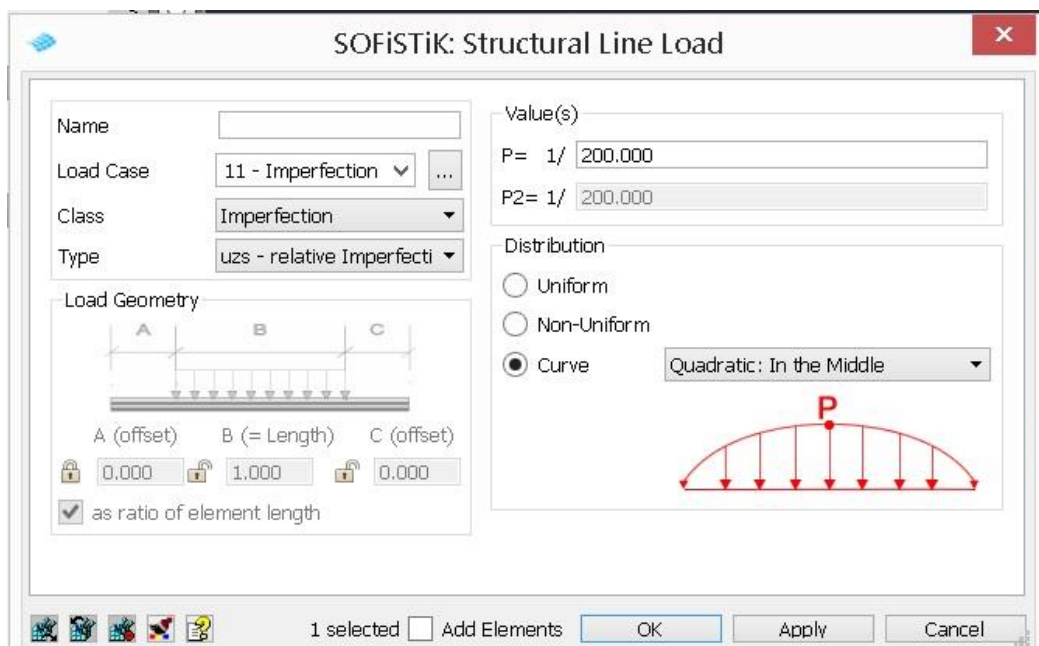 SOFiSTiK: Structural Line Load
Name
Load Case 11 - Imperfection ...
Class Imperfection
Type uzs - relative Imperfecti
Load Geometry
A B C
A (offset) B (= Length) C (offset)
0.000 1.000 0.000
as ratio of element length
Value(s)
P= 1/ 200.000
P2= 1/ 200.000
Distribution
Uniform
Non-Uniform
Curve Quadratic: In the Middle
P
1 selected Add Elements OK Apply Cancel